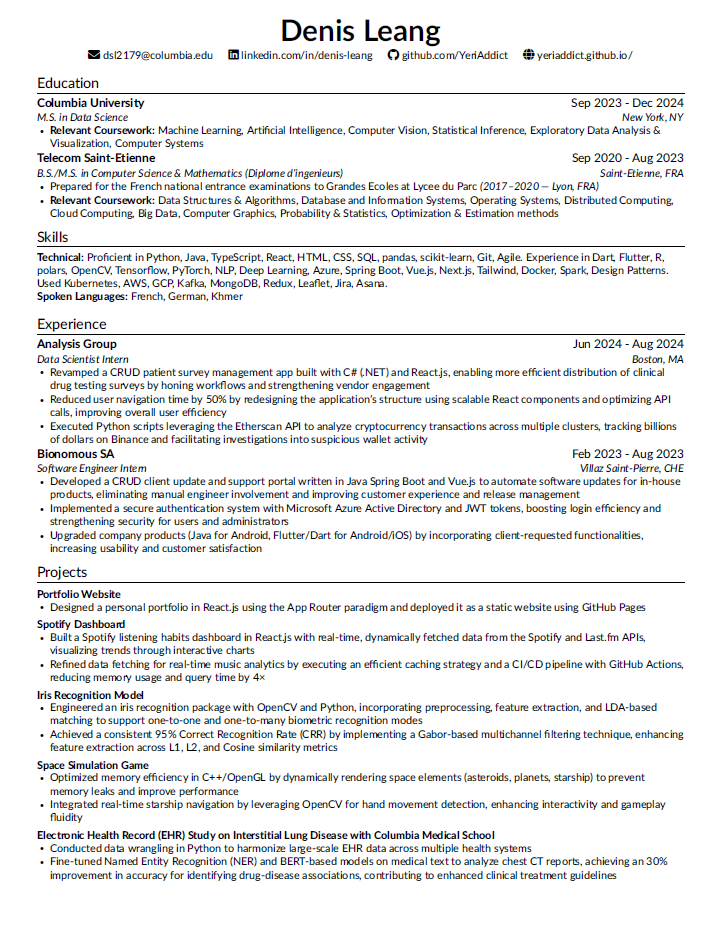 Denis Leang
dsl2179@columbia.edu linkedin.com/in/denis-leang github.com/YeriAddict yeriaddict.github.io/
Education
Columbia University Sep 2023 - Dec 2024
M.S. in Data Science New York, NY
• Relevant Coursework: Machine Learning, Artificial Intelligence, Computer Vision, Statistical Inference, Exploratory Data Analysis &
Visualization, Computer Systems
Telecom Saint-Etienne Sep 2020 - Aug 2023
B.S./M.S. in Computer Science & Mathematics (Diplome d'ingenieurs) Saint-Etienne, FRA
• Prepared for the French national entrance examinations to Grandes Ecoles at Lycee du Parc (2017–2020 — Lyon, FRA)
• Relevant Coursework: Data Structures & Algorithms, Database and Information Systems, Operating Systems, Distributed Computing,
Cloud Computing, Big Data, Computer Graphics, Probability & Statistics, Optimization & Estimation methods
Skills
Technical: Proficient in Python, Java, TypeScript, React, HTML, CSS, SQL, pandas, scikit-learn, Git, Agile. Experience in Dart, Flutter, R,
polars, OpenCV, Tensorflow, PyTorch, NLP, Deep Learning, Azure, Spring Boot, Vue.js, Next.js, Tailwind, Docker, Spark, Design Patterns.
Used Kubernetes, AWS, GCP, Kafka, MongoDB, Redux, Leaflet, Jira, Asana.
Spoken Languages: French, German, Khmer
Experience
Analysis Group Jun 2024 - Aug 2024
Data Scientist Intern Boston, MA
• Revamped a CRUD patient survey management app built with C# (.NET) and React.js, enabling more efficient distribution of clinical
drug testing surveys by honing workflows and strengthening vendor engagement
• Reduced user navigation time by 50% by redesigning the application's structure using scalable React components and optimizing API
calls, improving overall user efficiency
• Executed Python scripts leveraging the Etherscan API to analyze cryptocurrency transactions across multiple clusters, tracking billions
of dollars on Binance and facilitating investigations into suspicious wallet activity
Bionomous SA Feb 2023 - Aug 2023
Software Engineer Intern Villaz Saint-Pierre, CHE
• Developed a CRUD client update and support portal written in Java Spring Boot and Vue.js to automate software updates for in-house
products, eliminating manual engineer involvement and improving customer experience and release management
• Implemented a secure authentication system with Microsoft Azure Active Directory and JWT tokens, boosting login efficiency and
strengthening security for users and administrators
• Upgraded company products (Java for Android, Flutter/Dart for Android/iOS) by incorporating client-requested functionalities,
increasing usability and customer satisfaction
Projects
Portfolio Website
• Designed a personal portfolio in React.js using the App Router paradigm and deployed it as a static website using GitHub Pages
Spotify Dashboard
• Built a Spotify listening habits dashboard in React.js with real-time, dynamically fetched data from the Spotify and Last.fm APIs,
visualizing trends through interactive charts
• Refined data fetching for real-time music analytics by executing an efficient caching strategy and a CI/CD pipeline with GitHub Actions,
reducing memory usage and query time by 4×
Iris Recognition Model
• Engineered an iris recognition package with OpenCV and Python, incorporating preprocessing, feature extraction, and LDA-based
matching to support one-to-one and one-to-many biometric recognition modes
• Achieved a consistent 95% Correct Recognition Rate (CRR) by implementing a Gabor-based multichannel filtering technique, enhancing
feature extraction across L1, L2, and Cosine similarity metrics
Space Simulation Game
• Optimized memory efficiency in C++/OpenGL by dynamically rendering space elements (asteroids, planets, starship) to prevent
memory leaks and improve performance
• Integrated real-time starship navigation by leveraging OpenCV for hand movement detection, enhancing interactivity and gameplay
fluidity
Electronic Health Record (EHR) Study on Interstitial Lung Disease with Columbia Medical School
• Conducted data wrangling in Python to harmonize large-scale EHR data across multiple health systems
• Fine-tuned Named Entity Recognition (NER) and BERT-based models on medical text to analyze chest CT reports, achieving an 30%
improvement in accuracy for identifying drug-disease associations, contributing to enhanced clinical treatment guidelines